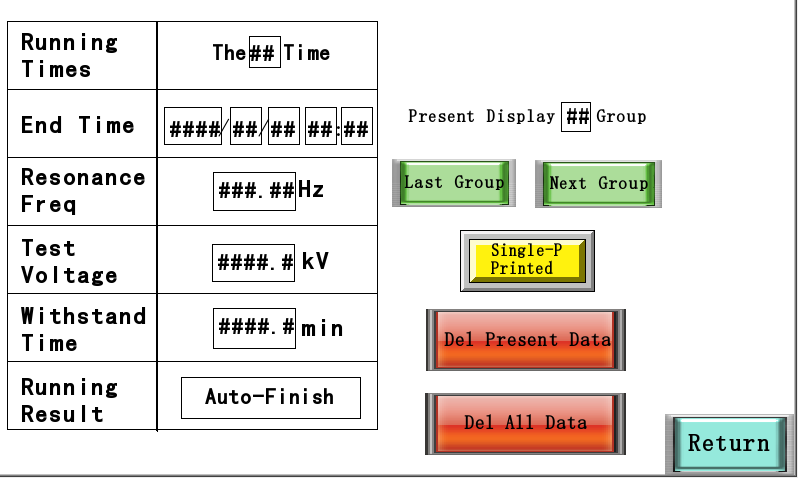 Running
Times
The ## Time
End Time
####/##/## ##:##
Resonance
Freq
###.## Hz
Test
Voltage
####.# kV
Withstand
Time
####.# min
Running
Result
Auto-Finish
Present Display ## Group
Last Group
Next Group
Single-P
Printed
Del Present Data
Del All Data
Return